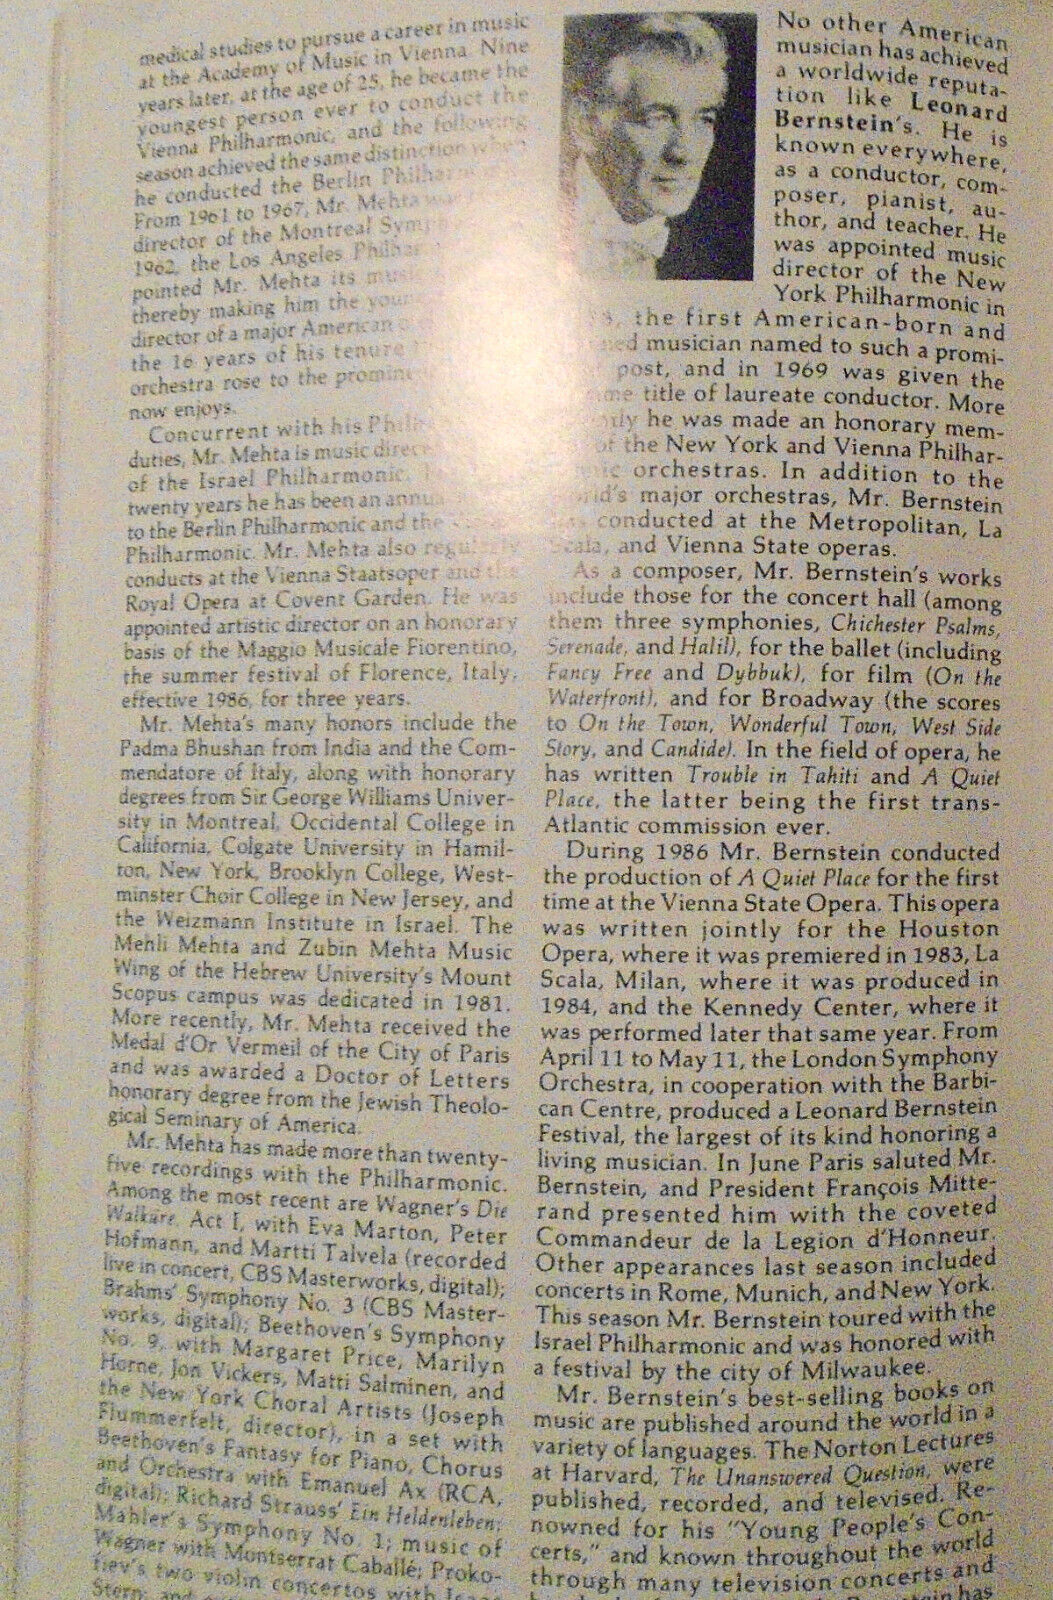 medical studies to pursue a career in music
at the Academy of Music in Vienna. Nine
years later, at the age of 25, he became the
youngest person ever to conduct the
Vienna Philharmonic, and the following
season achieved the same distinction when
he conducted the Berlin
From 1961 to 1967, Mr. Mehta
director of the Montreal
1962, the Los Angeles
pointed Mr. Mehta its
thereby making him the
director of a major American
the 16 years of his tenure
orchestra rose to the
now enjoys.
Concurrent with his
duties, Mr. Mehta is music
of the Israel Philharmonic.
twenty years he has been an
to the Berlin Philharmonic and the
Philharmonic. Mr. Mehta also regularly
conducts at the Vienna Staatsoper and the
Royal Opera at Covent Garden. He was
appointed artistic director on an honorary
basis of the Maggio Musicale Fiorentino,
the summer festival of Florence, Italy,
effective 1986, for three years.
Mr. Mehta's many honors include the
Padma Bhushan from India and the Com-
mendatore of Italy, along with honorary
degrees from Sir George Williams Univer-
sity in Montreal, Occidental College in
California, Colgate University in Hamil-
ton, New York, Brooklyn College, West-
minster Choir College in New Jersey, and
the Weizmann Institute in Israel. The
Mehli Mehta and Zubin Mehta Music
Wing of the Hebrew University's Mount
Scopus campus was dedicated in 1981.
More recently, Mr. Mehta received the
Medal d'Or Vermeil of the City of Paris
and was awarded a Doctor of Letters
honorary degree from the Jewish Theolo-
gical Seminary of America.
Mr. Mehta has made more than twenty-
five recordings with the Philharmonic.
Among the most recent are Wagner's Die
Walküre, Act I, with Eva Marton, Peter
Hofmann, and Martti Talvela (recorded
live in concert, CBS Masterworks, digital);
Brahms' Symphony No. 3 (CBS Master-
works, digital); Beethoven's Symphony
No. 9, with Margaret Price, Marilyn
Horne, Jon Vickers, Matti Salminen, and
the New York Choral Artists (Joseph
Flummerfelt, director), in a set with
Beethoven's Fantasy for Piano, Chorus
and Orchestra with Emanuel Ax (RCA,
digital); Richard Strauss' Ein Heldenleben;
Mahler's Symphony No. 1; music of
Wagner with Montserrat Caballé; Proko-
fiev's two violin concertos with Isaac
Stern; and
No other American
musician has achieved
a worldwide reputa-
tion like Leonard
Bernstein's. He is
known everywhere,
as a conductor, com-
poser, pianist, au-
thor, and teacher. He
was appointed music
director of the New
York Philharmonic in
the first American-born and
musician named to such a promi-
post, and in 1969 was given the
title of laureate conductor. More
he was made an honorary mem-
of the New York and Vienna Philhar-
orchestras. In addition to the
world's major orchestras, Mr. Bernstein
has conducted at the Metropolitan, La
Scala, and Vienna State operas.
As a composer, Mr. Bernstein's works
include those for the concert hall (among
them three symphonies, Chichester Psalms,
Serenade, and Halil), for the ballet (including
Fancy Free and Dybbuk), for film (On the
Waterfront), and for Broadway (the scores
to On the Town, Wonderful Town, West Side
Story, and Candide). In the field of opera, he
has written Trouble in Tahiti and A Quiet
Place, the latter being the first trans-
Atlantic commission ever.
During 1986 Mr. Bernstein conducted
the production of A Quiet Place for the first
time at the Vienna State Opera. This opera
was written jointly for the Houston
Opera, where it was premiered in 1983, La
Scala, Milan, where it was produced in
1984, and the Kennedy Center, where it
was performed later that same year. From
April 11 to May 11, the London Symphony
Orchestra, in cooperation with the Barbi-
can Centre, produced a Leonard Bernstein
Festival, the largest of its kind honoring a
living musician. In June Paris saluted Mr.
Bernstein, and President François Mitte-
rand presented him with the coveted
Commandeur de la Legion d'Honneur.
Other appearances last season included
concerts in Rome, Munich, and New York.
This season Mr. Bernstein toured with the
Israel Philharmonic and was honored with
a festival by the city of Milwaukee.
Mr. Bernstein's best-selling books on
music are published around the world in a
variety of languages. The Norton Lectures
at Harvard, The Unanswered Question, were
published, recorded, and televised. Re-
nowned for his "Young People's Con-
certs," and known throughout the world
through many television concerts and